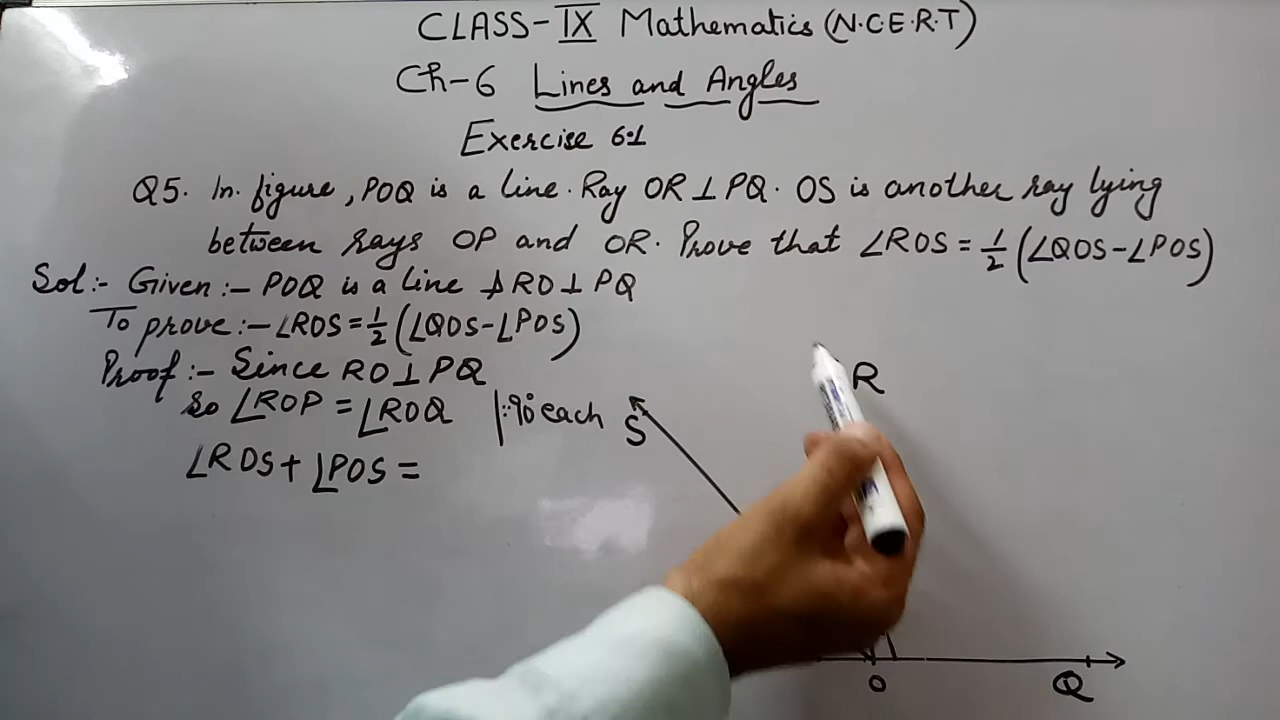 CLASS-IX Mathematics (N.C.E.R.T)
Ch-6 Lines and Angles
Exercise 6.1
Q5. In figure, POQ is a line. Ray OR ⊥ PQ. OS is another ray lying
between rays OP and OR. Prove that ∠ROS = 1/2 (∠QOS - ∠POS)
Sol:- Given:- POQ is a line & RO ⊥ PQ
To prove:- ∠ROS = 1/2 (∠QOS - ∠POS)
Proof:- Since RO ⊥ PQ
So ∠ROP = ∠ROQ |∵90° each
∠ROS + ∠POS =
R
S
O
Q